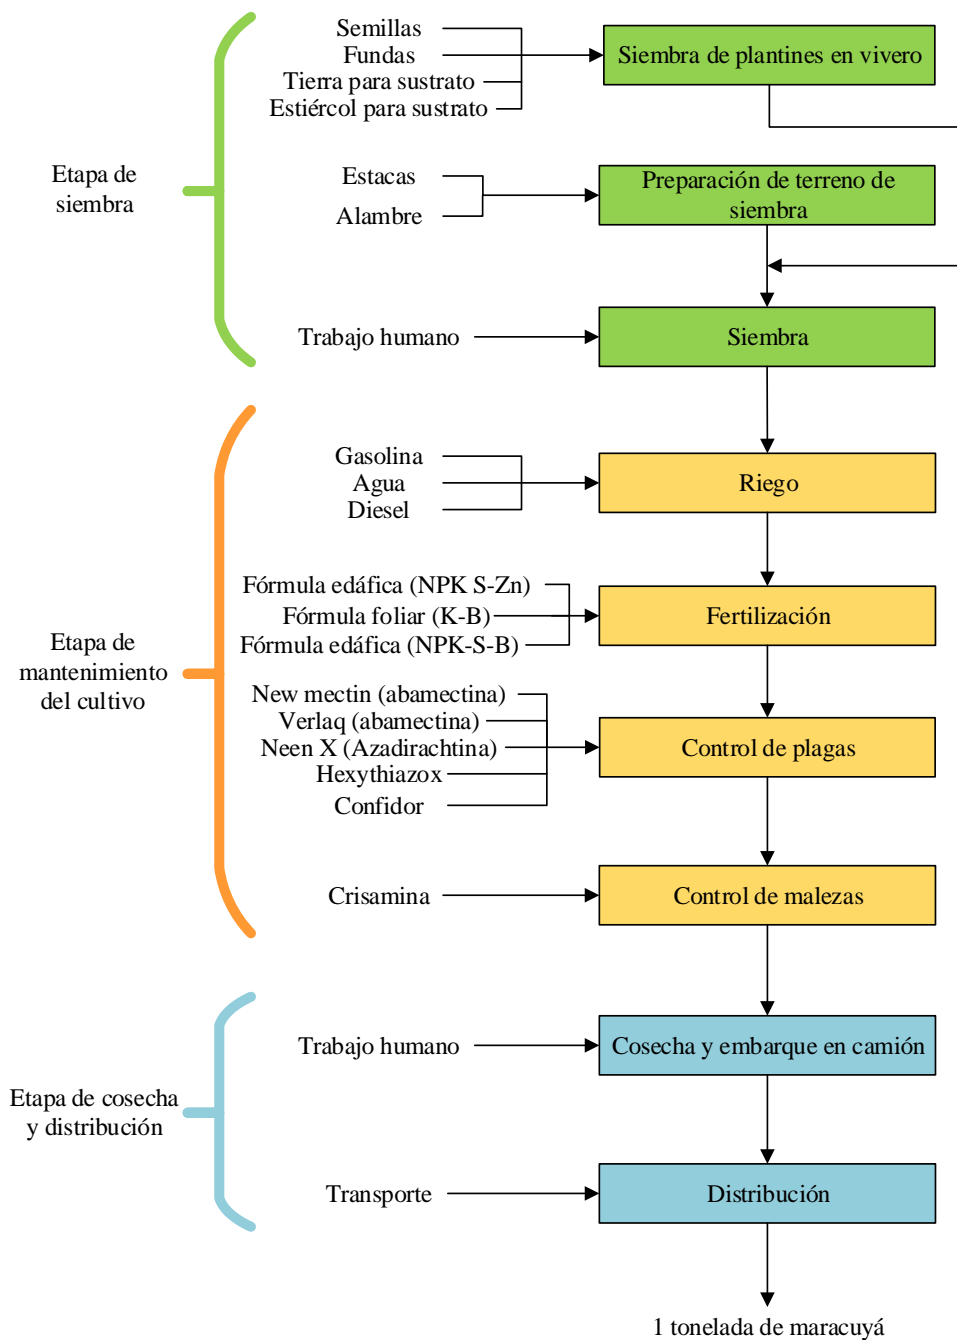 Semillas
Fundas
Tierra para sustrato
Estiércol para sustrato
Siembra de plantines en vivero
Etapa de
siembra
Estacas
Alambre
Preparación de terreno de
siembra
Trabajo humano
Siembra
Gasolina
Agua
Diesel
Riego
Fórmula edáfica (NPK S-Zn)
Fórmula foliar (K-B)
Fórmula edáfica (NPK-S-B)
Fertilización
Etapa de
mantenimiento
del cultivo
New mectin (abamectina)
Verlaq (abamectina)
Neen X (Azadirachtina)
Hexythiazox
Confidor
Control de plagas
Crisamina
Control de malezas
Trabajo humano
Cosecha y embarque en camión
Etapa de cosecha
y distribución
Transporte
Distribución
1 tonelada de maracuyá